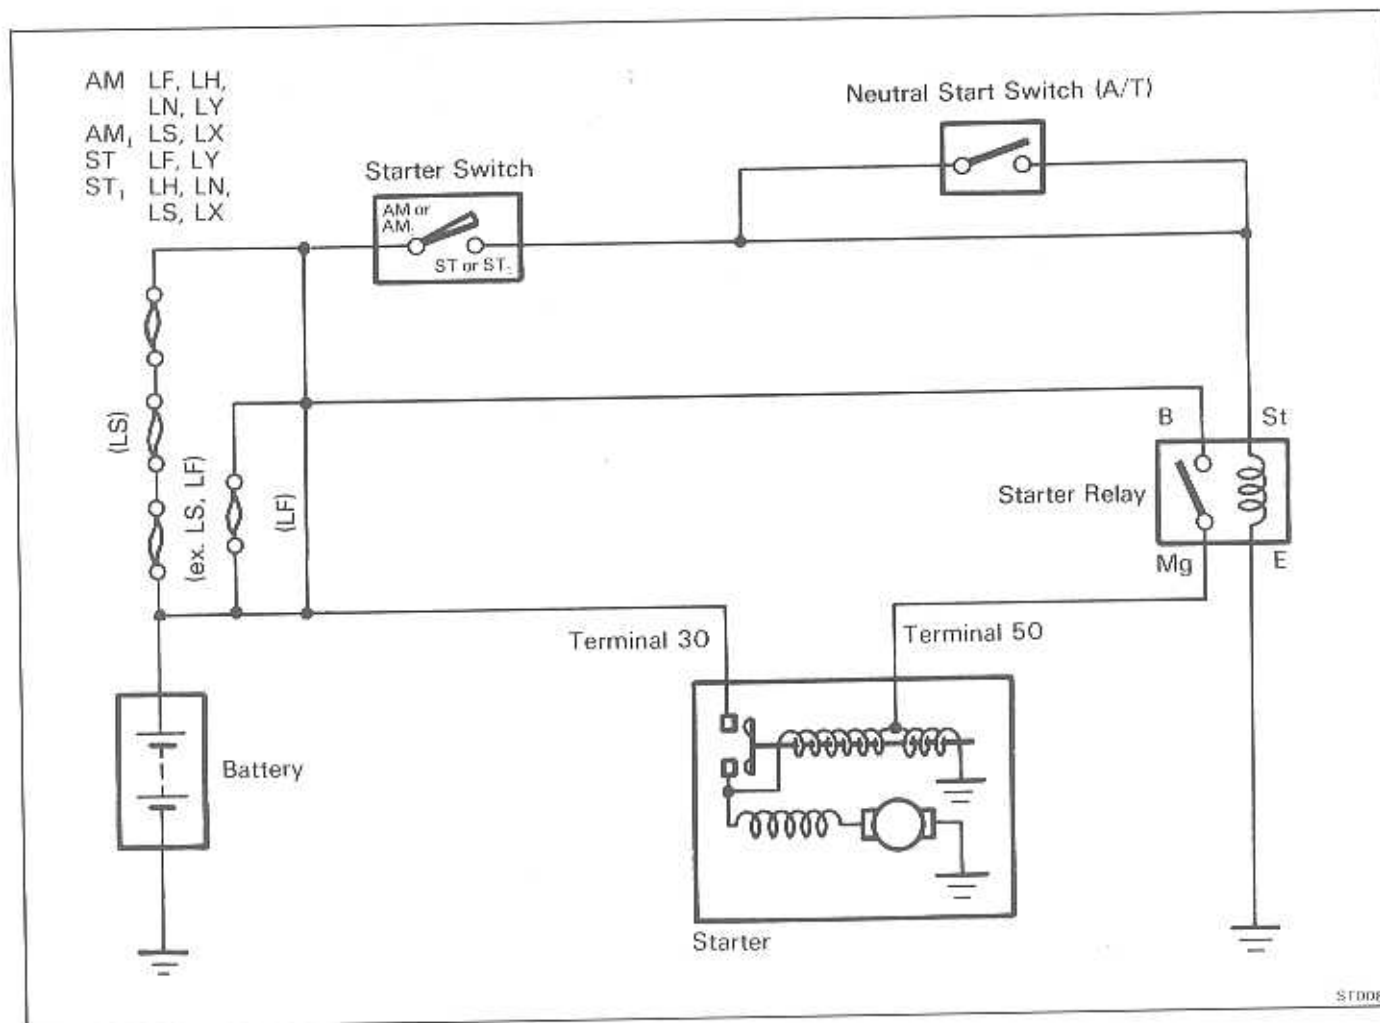 AM LF, LH,
LN, LY
AM₁ LS, LX
ST LF, LY
ST₁ LH, LN,
LS, LX
Neutral Start Switch (A/T)
Starter Switch
AM or
AM.
ST or ST.
(LS)
(ex. LS, LF)
(LF)
B
St
Starter Relay
Mg
E
Terminal 30
Terminal 50
Battery
Starter